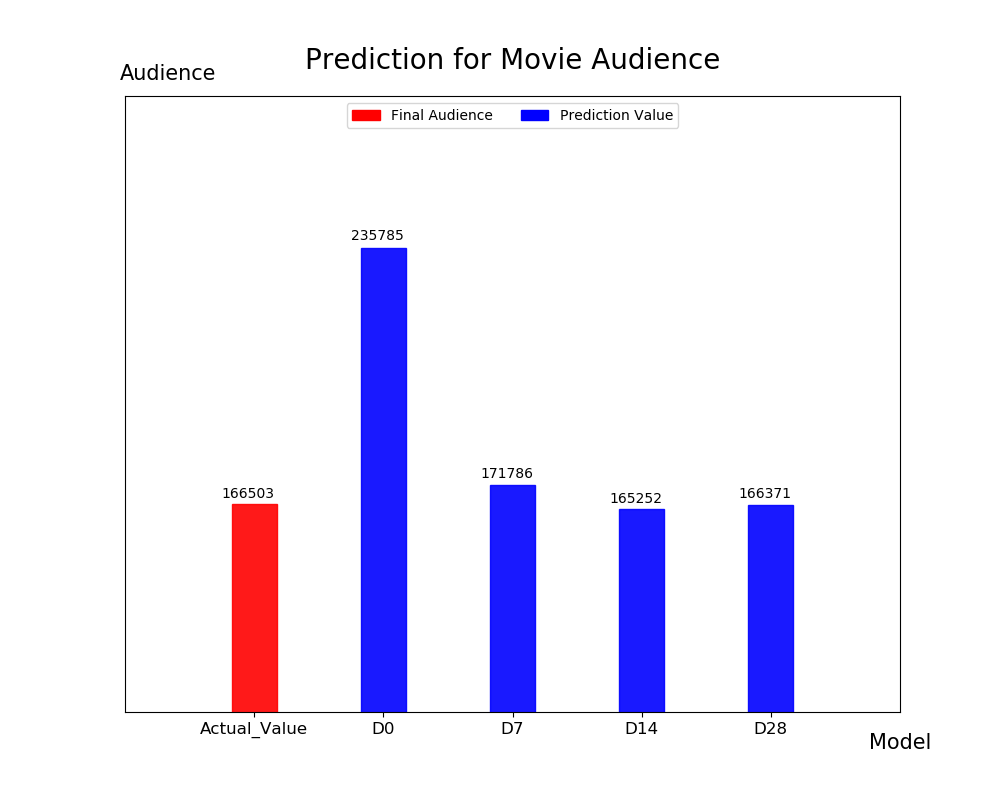 Prediction for Movie Audience
Audience
Final Audience Prediction Value
235785
171786
166503
165252
166371
Actual_Value D0 D7 D14 D28
Model